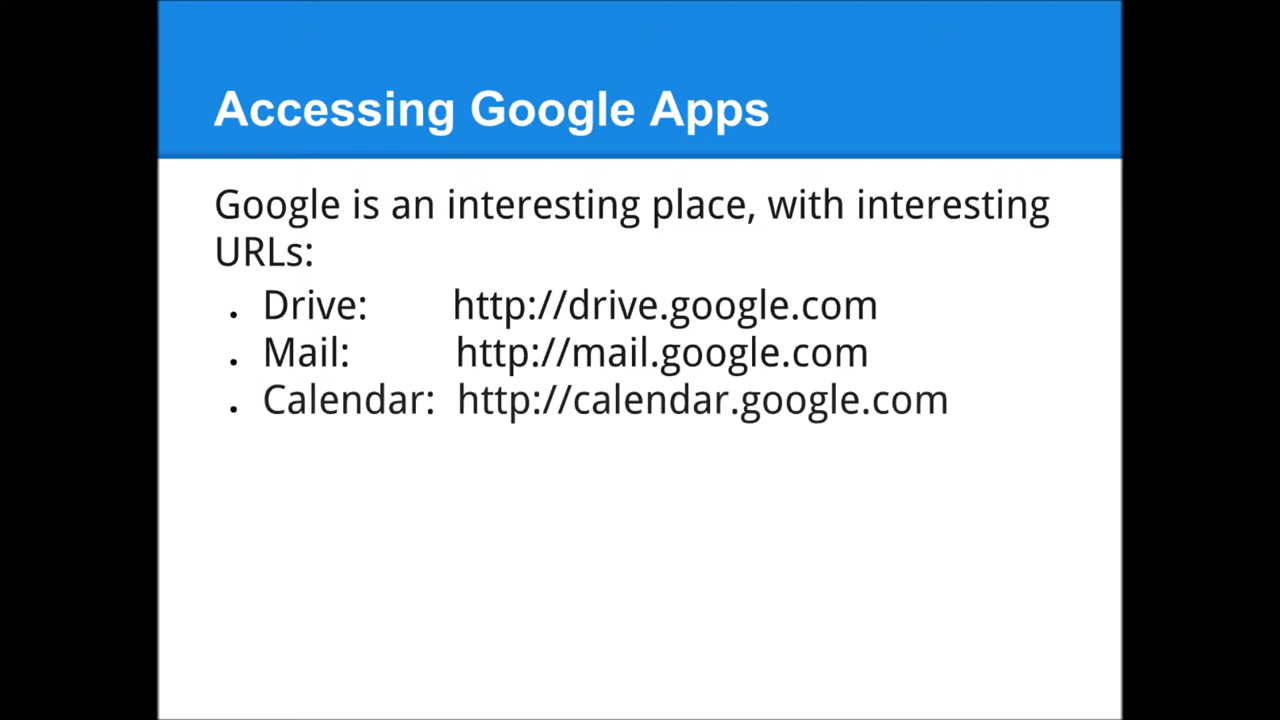 Accessing Google Apps
Google is an interesting place, with interesting
URLs:
. Drive: http://drive.google.com
. Mail: http://mail.google.com
. Calendar: http://calendar.google.com